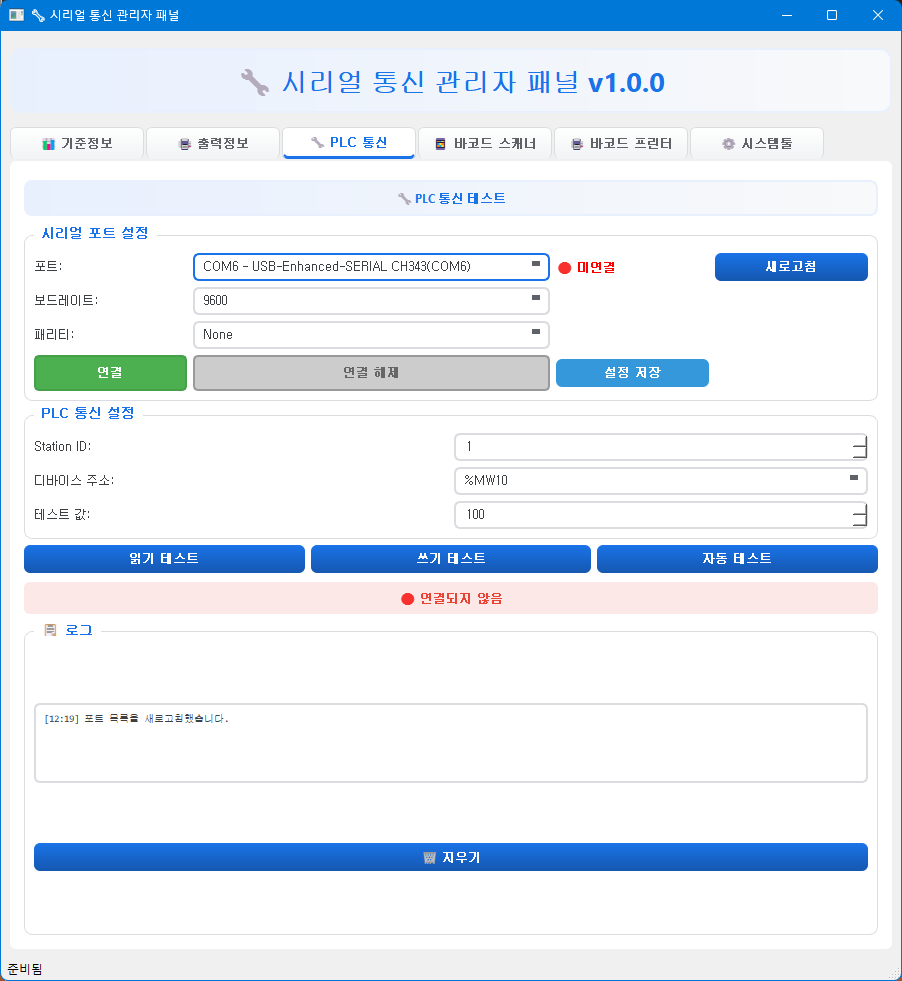 시리얼 통신 관리자 패널
시리얼 통신 관리자 패널 v1.0.0
기준정보 출력정보 PLC 통신 바코드 스캐너 바코드 프린터 시스템툴
PLC 통신 테스트
시리얼 포트 설정
포트: COM6 - USB-Enhanced-SERIAL CH343(COM6) 미연결 새로고침
보드레이트: 9600
패리티: None
연결 연결 해제 설정 저장
PLC 통신 설정
Station ID: 1
디바이스 주소: %MW10
테스트 값: 100
읽기 테스트 쓰기 테스트 자동 테스트
연결되지 않음
로그
[12:19] 포트 목록을 새로고침했습니다.
지우기
준비됨